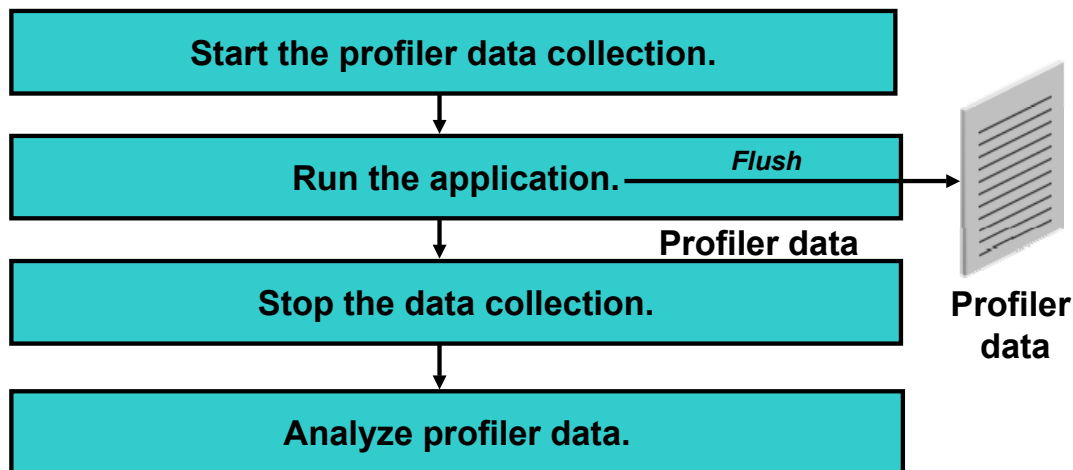 Start the profiler data collection.
Run the application.
Flush
Profiler data
Stop the data collection.
Profiler
data
Analyze profiler data.